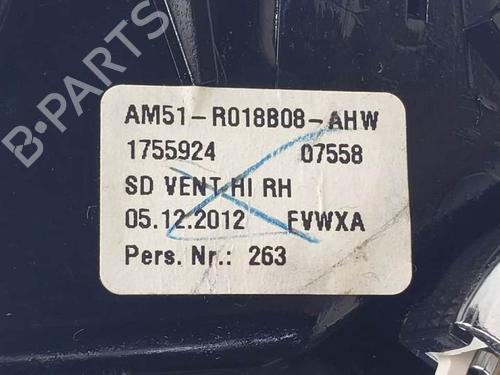 B-PARTS
AM51-R018B08-AHW
1755924 07558
SD VENT HI RH
05.12.2012 FVWXA
Pers. Nr.: 263